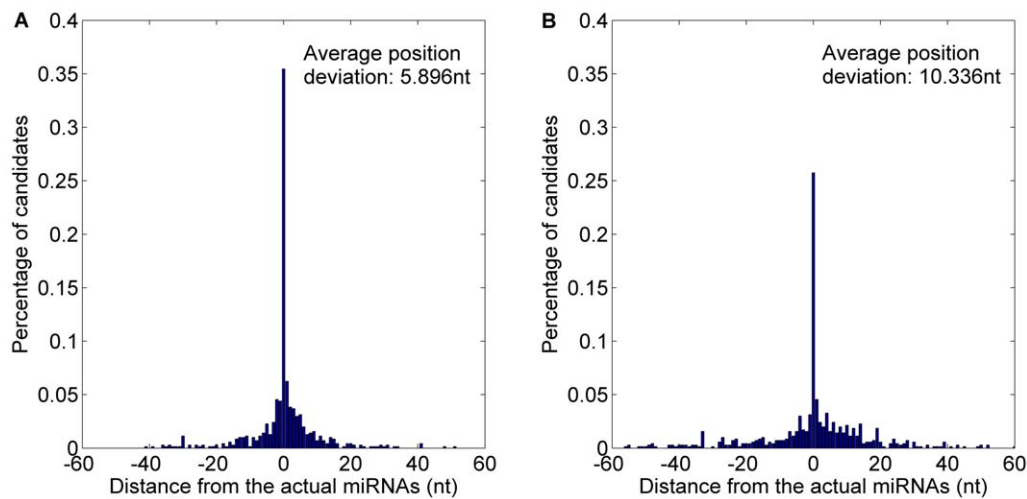 A
0.4
0.35
0.3
0.25
0.2
0.15
0.1
0.05
0
Percentage of candidates
Average position
deviation: 5.896nt
-60 -40 -20 0 20 40 60
Distance from the actual miRNAs (nt)
B
0.4
0.35
0.3
0.25
0.2
0.15
0.1
0.05
0
Percentage of candidates
Average position
deviation: 10.336nt
-60 -40 -20 0 20 40 60
Distance from the actual miRNAs (nt)